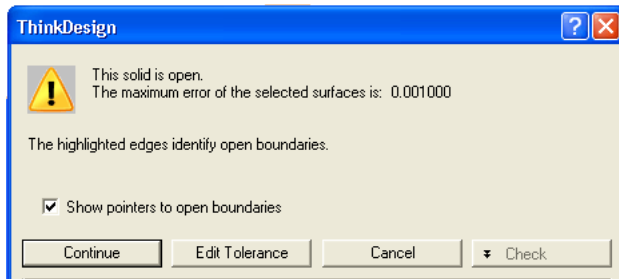 ThinkDesign
This solid is open.
The maximum error of the selected surfaces is: 0.001000
The highlighted edges identify open boundaries.
Show pointers to open boundaries
Continue
Edit Tolerance
Cancel
Check